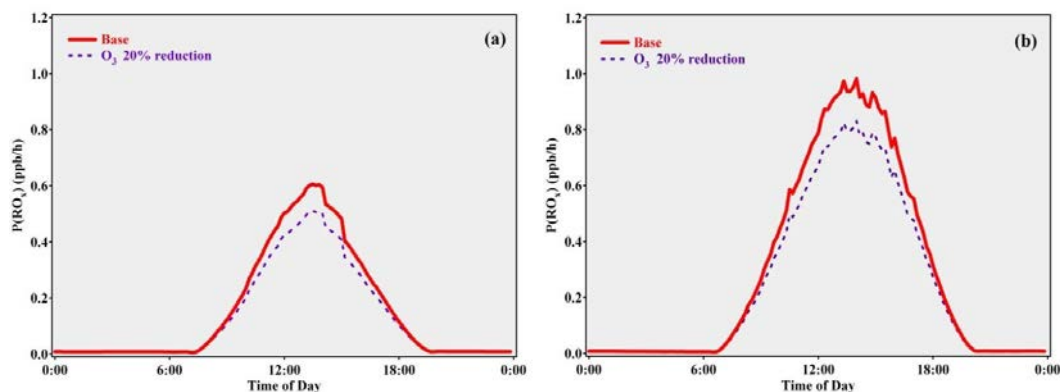 (a)
Base
O₃ 20% reduction
P(ROₓ) (ppb/h)
1.2
1.0
0.8
0.6
0.4
0.2
0.0
0:00 6:00 12:00 18:00 0:00
Time of Day
(b)
Base
O₃ 20% reduction
P(ROₓ) (ppb/h)
1.2
1.0
0.8
0.6
0.4
0.2
0.0
0:00 6:00 12:00 18:00 0:00
Time of Day